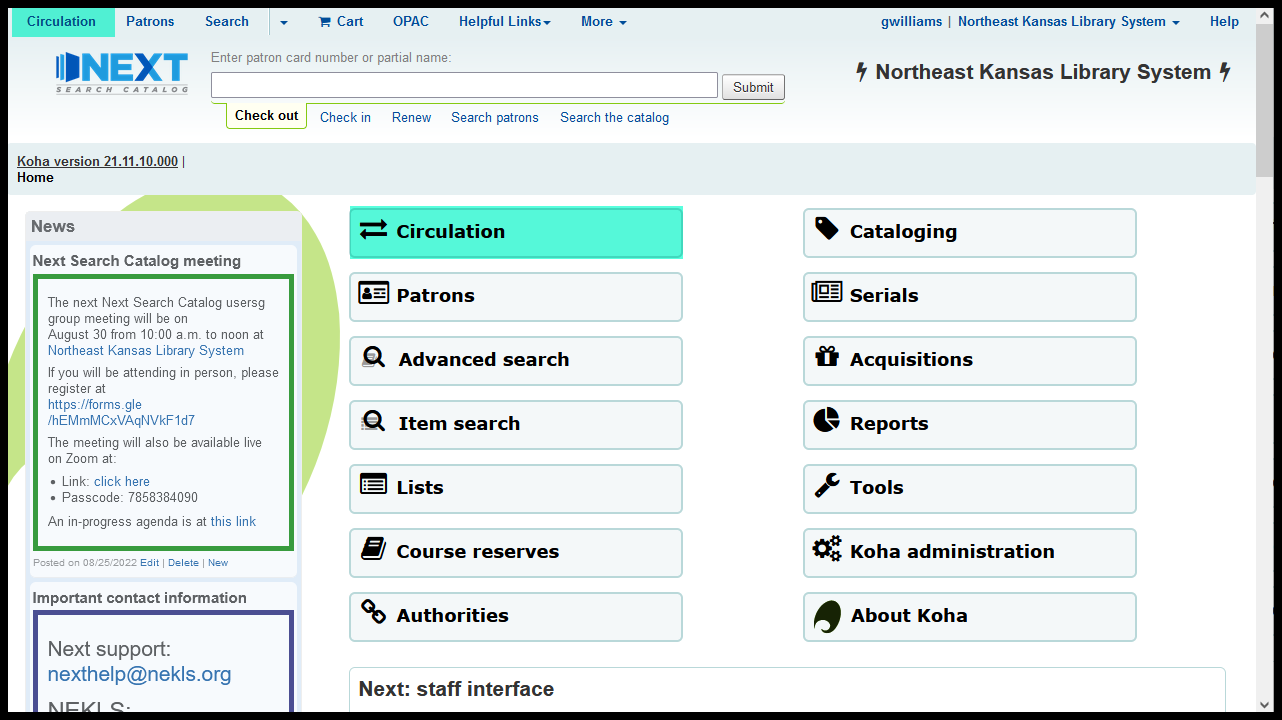 Circulation Patrons Search Cart OPAC Helpful Links More gwilliams | Northeast Kansas Library System Help
NEXT
SEARCH CATALOG
Enter patron card number or partial name:
Submit
Northeast Kansas Library System
Check out Check in Renew Search patrons Search the catalog
Koha version 21.11.10.000 |
Home
News
Next Search Catalog meeting
The next Next Search Catalog usersg
group meeting will be on
August 30 from 10:00 a.m. to noon at
Northeast Kansas Library System
If you will be attending in person, please
register at
https://forms.gle
/hEMmMCxVAqNVkF1d7
The meeting will also be available live
on Zoom at:
• Link: click here
• Passcode: 7858384090
An in-progress agenda is at this link
Posted on 08/25/2022 Edit | Delete | New
Important contact information
Next support:
nexthelp@nekls.org
NEKLS:
Circulation
Patrons
Advanced search
Item search
Lists
Course reserves
Authorities
Cataloging
Serials
Acquisitions
Reports
Tools
Koha administration
About Koha
Next: staff interface